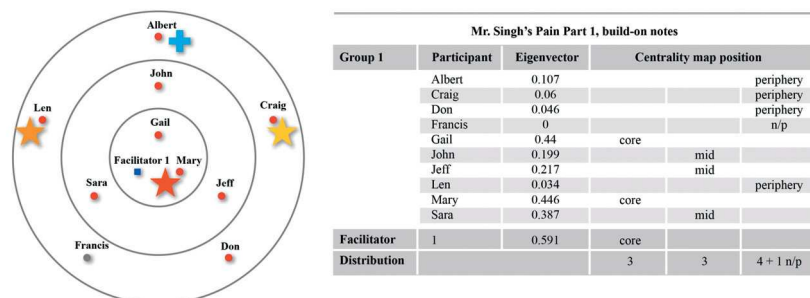 Albert
John
Len
Craig
Gail
Facilitator 1 Mary
Sara
Jeff
Francis
Don
Mr. Singh's Pain Part 1, build-on notes
Group 1 Participant Eigenvector Centrality map position
Albert 0.107 periphery
Craig 0.06 periphery
Don 0.046 periphery
Francis 0 n/p
Gail 0.44 core
John 0.199 mid
Jeff 0.217 mid
Len 0.034 periphery
Mary 0.446 core
Sara 0.387 mid
Facilitator 1 0.591 core
Distribution 3 3 4 + 1 n/p